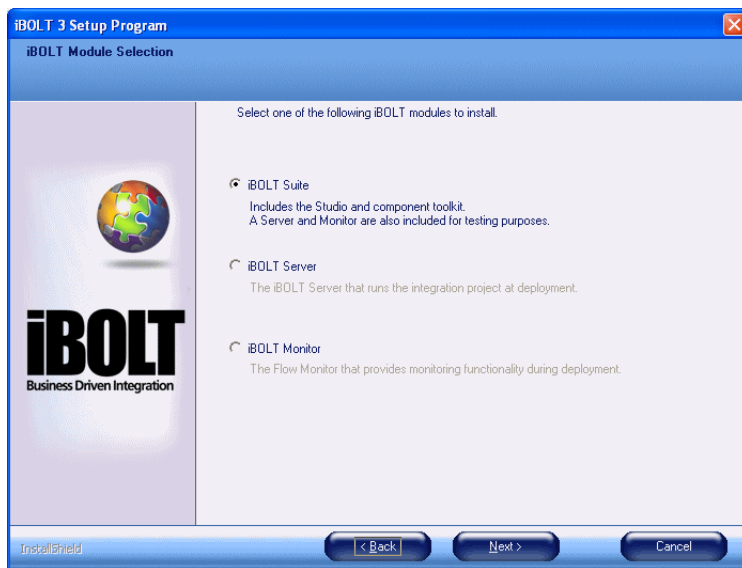 iBOLT 3 Setup Program
iBOLT Module Selection
Select one of the following iBOLT modules to install.
iBOLT Suite
Includes the Studio and component toolkit.
A Server and Monitor are also included for testing purposes.
iBOLT Server
The iBOLT Server that runs the integration project at deployment.
iBOLT Monitor
The Flow Monitor that provides monitoring functionality during deployment.
iBOLT
Business Driven Integration
InstallShield
< Back
Next >
Cancel